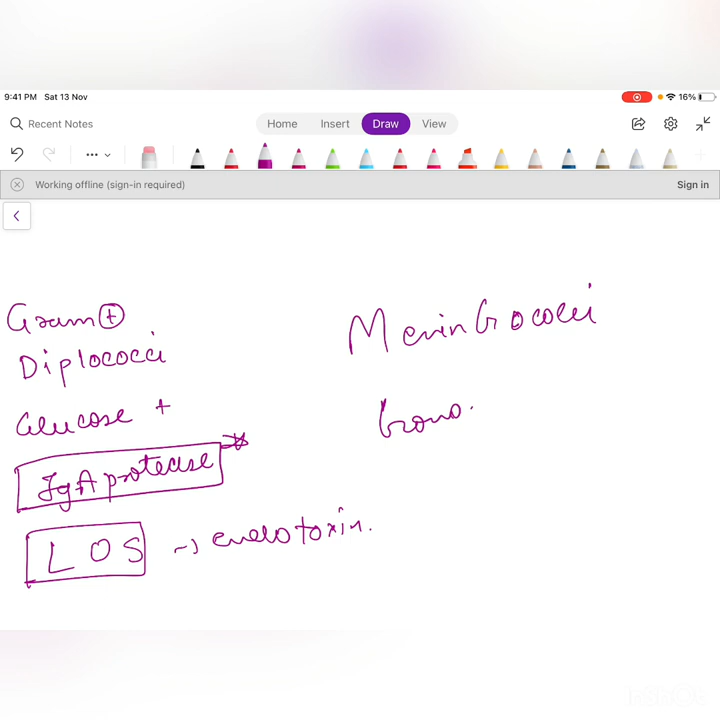 9:41 PM Sat 13 Nov 16%
Recent Notes Home Insert Draw View
Working offline (sign-in required) Sign in
Gram +
Diplococci
Glucose +
IgA protease *
LOS → endotoxin.
MeninGococci
Gono.